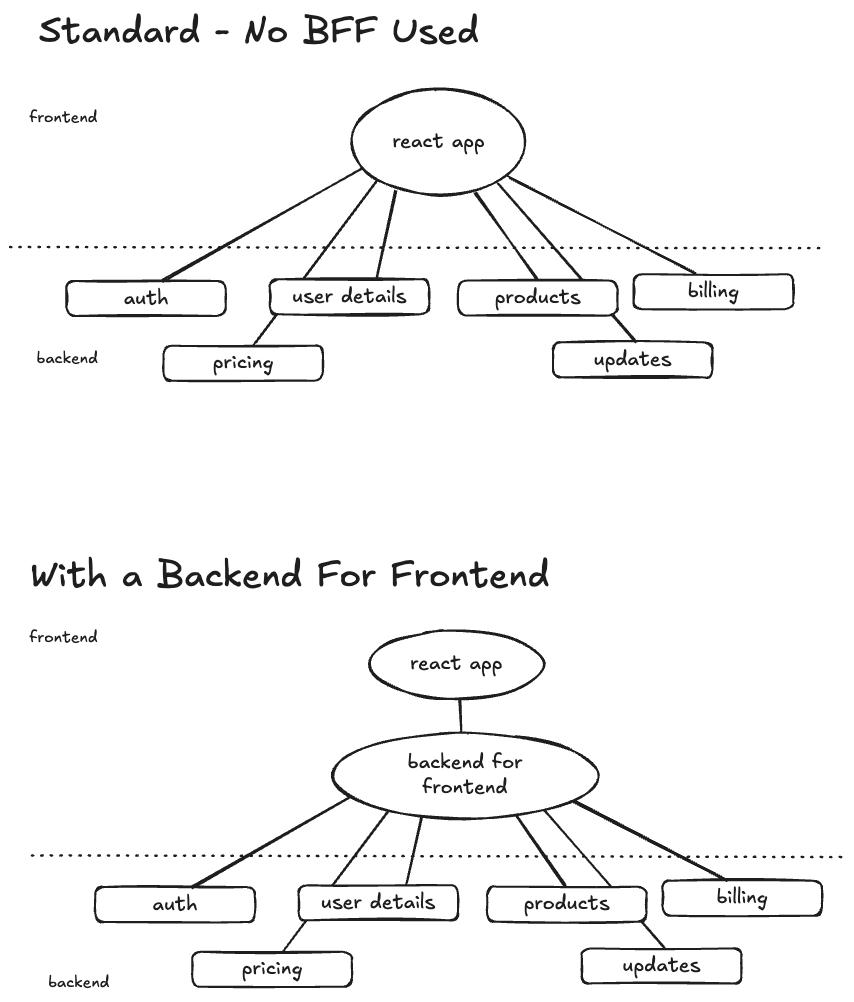 Standard - No BFF Used
frontend
react app
auth
user details
products
billing
backend
pricing
updates
With a Backend For Frontend
frontend
react app
backend for
frontend
auth
user details
products
billing
pricing
updates
backend